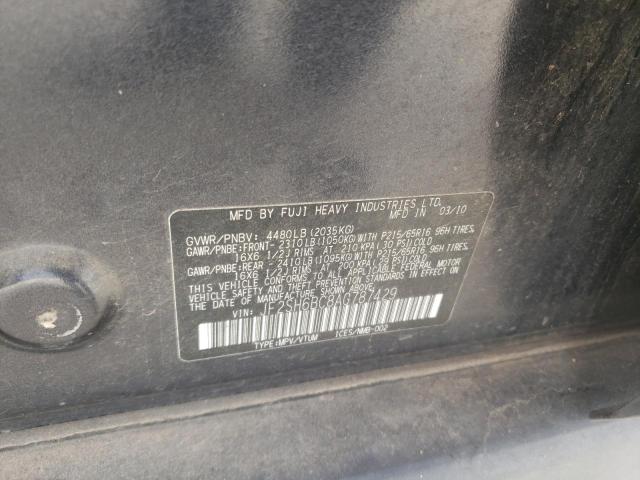 MFD BY FUJI HEAVY INDUSTRIES LTD.
MFD IN 03/10
GVWR/PNBV: 4480LB(2035KG)
GAWR/PNBE:FRONT- 2310LB(1050KG)WITH P215/65R16 96H TIRES,
16X6 1/2J RIMS AT 210 KPA(30 PSI)COLD
GAWR/PNBE:REAR - 2410LB(1095KG)WITH P215/65R16 96H TIRES,
16X6 1/2J RIMS AT 200 KPA(29 PSI)COLD
THIS VEHICLE CONFORMS TO ALL APPLICABLE FEDERAL MOTOR
VEHICLE SAFETY AND THEFT PREVENTION STANDARDS IN
EFFECT ON THE DATE OF MANUFACTURE SHOWN ABOVE.
VIN: JF2SH6BC8AG787429
TYPE:MPV/VTUM ICES/NMB-002